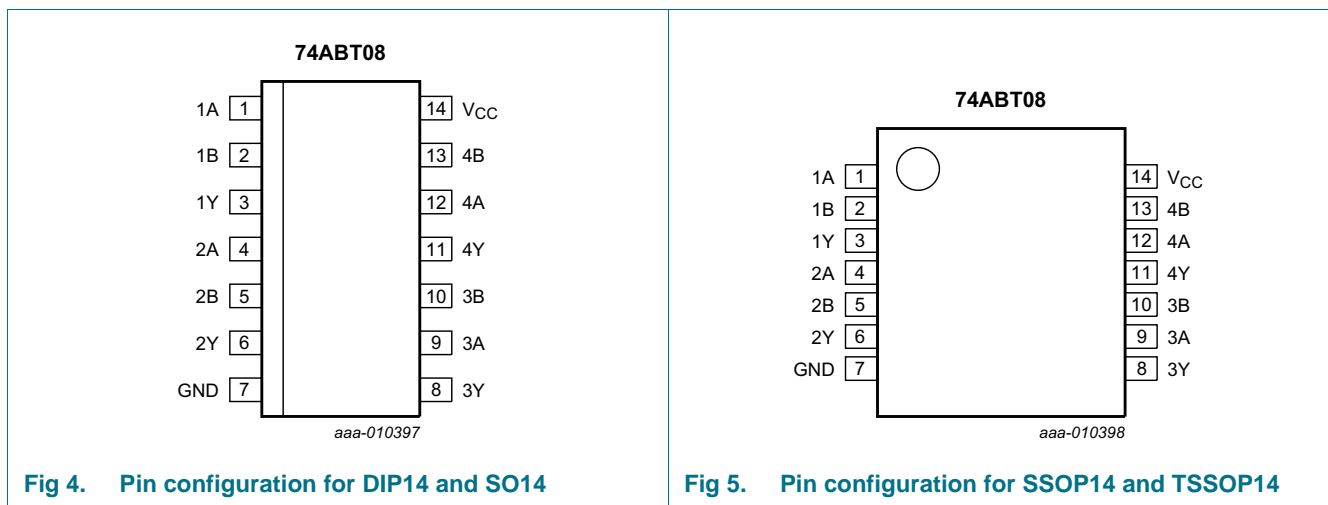 74ABT08
1A 1 14 VCC
1B 2 13 4B
1Y 3 12 4A
2A 4 11 4Y
2B 5 10 3B
2Y 6 9 3A
GND 7 8 3Y
aaa-010397
Fig 4. Pin configuration for DIP14 and SO14
74ABT08
1A 1 14 VCC
1B 2 13 4B
1Y 3 12 4A
2A 4 11 4Y
2B 5 10 3B
2Y 6 9 3A
GND 7 8 3Y
aaa-010398
Fig 5. Pin configuration for SSOP14 and TSSOP14